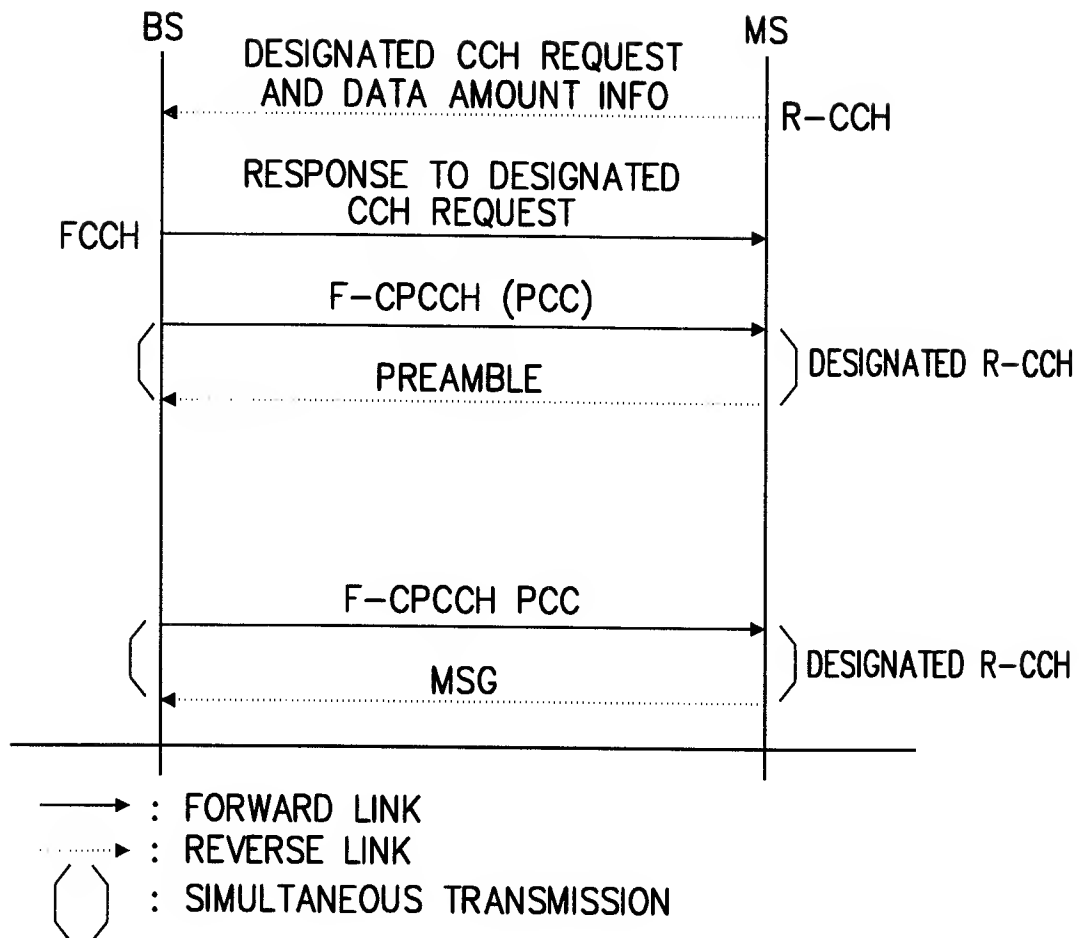 BS
MS
DESIGNATED CCH REQUEST
AND DATA AMOUNT INFO
R-CCH
RESPONSE TO DESIGNATED
CCH REQUEST
FCCH
F-CPCCH (PCC)
DESIGNATED R-CCH
PREAMBLE
F-CPCCH PCC
DESIGNATED R-CCH
MSG
: FORWARD LINK
: REVERSE LINK
: SIMULTANEOUS TRANSMISSION